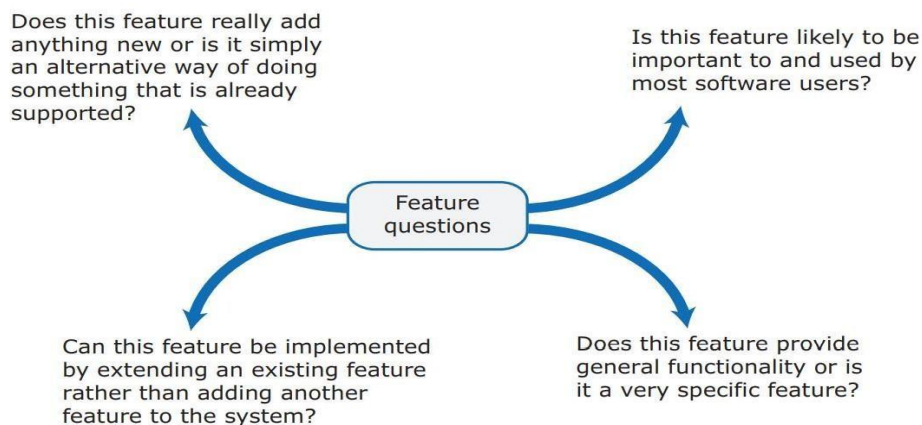 Does this feature really add
anything new or is it simply
an alternative way of doing
something that is already
supported?
Is this feature likely to be
important to and used by
most software users?
Feature
questions
Can this feature be implemented
by extending an existing feature
rather than adding another
feature to the system?
Does this feature provide
general functionality or is
it a very specific feature?